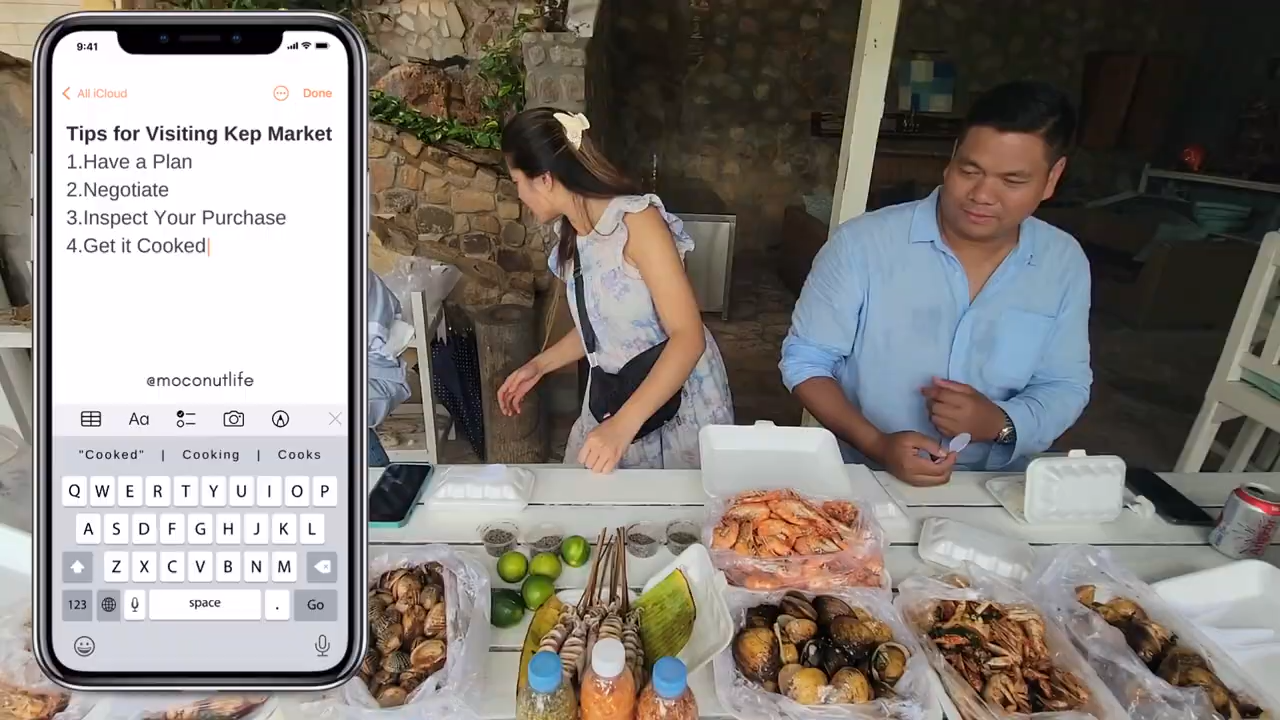 9:41
All iCloud
Done
Tips for Visiting Kep Market
1.Have a Plan
2.Negotiate
3.Inspect Your Purchase
4.Get it Cooked
@moconutlife
Aa
"Cooked" | Cooking | Cooks
Q W E R T Y U I O P
A S D F G H J K L
Z X C V B N M
123 space . Go